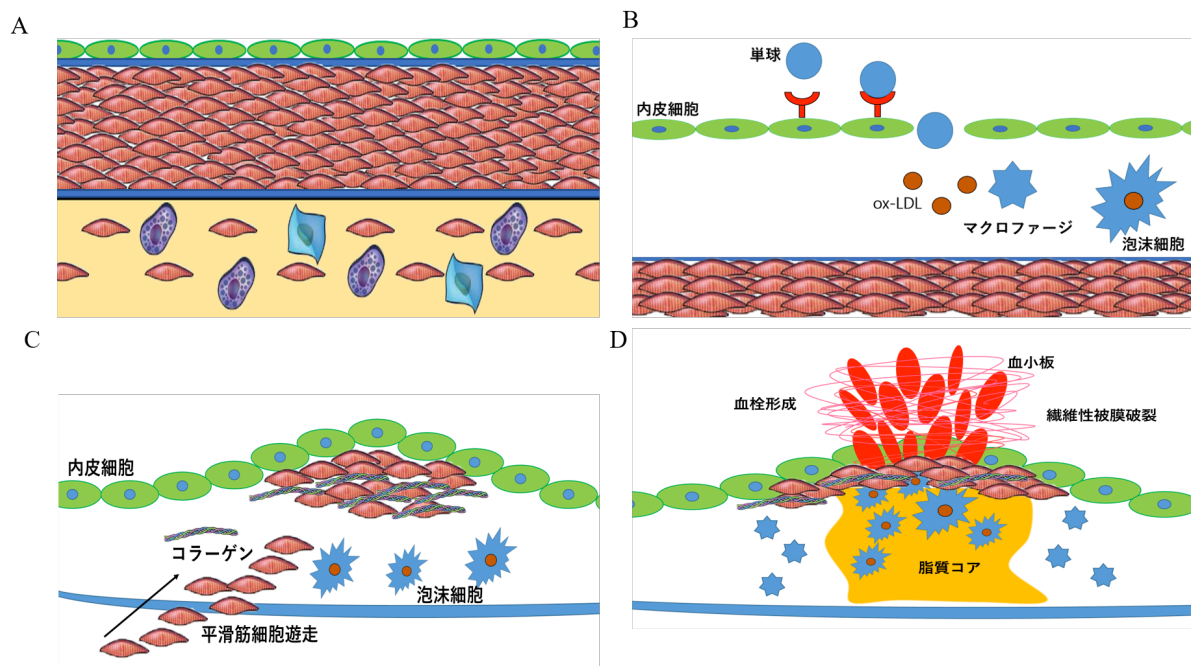 A
B
単球
内皮細胞
ox-LDL
マクロファージ
泡沫細胞
C
内皮細胞
コラーゲン
泡沫細胞
平滑筋細胞遊走
D
血小板
血栓形成
繊維性被膜破裂
脂質コア